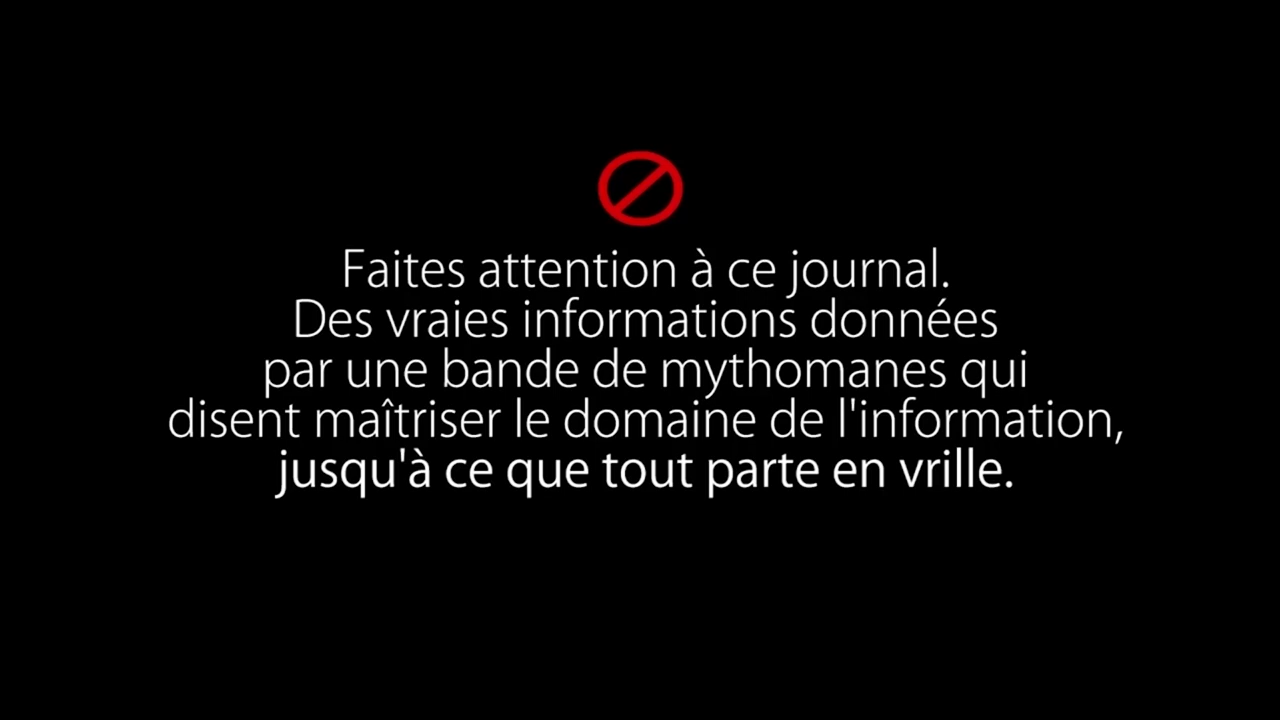 Faites attention à ce journal.
Des vraies informations données
par une bande de mythomanes qui
disent maîtriser le domaine de l'information,
jusqu'à ce que tout parte en vrille.